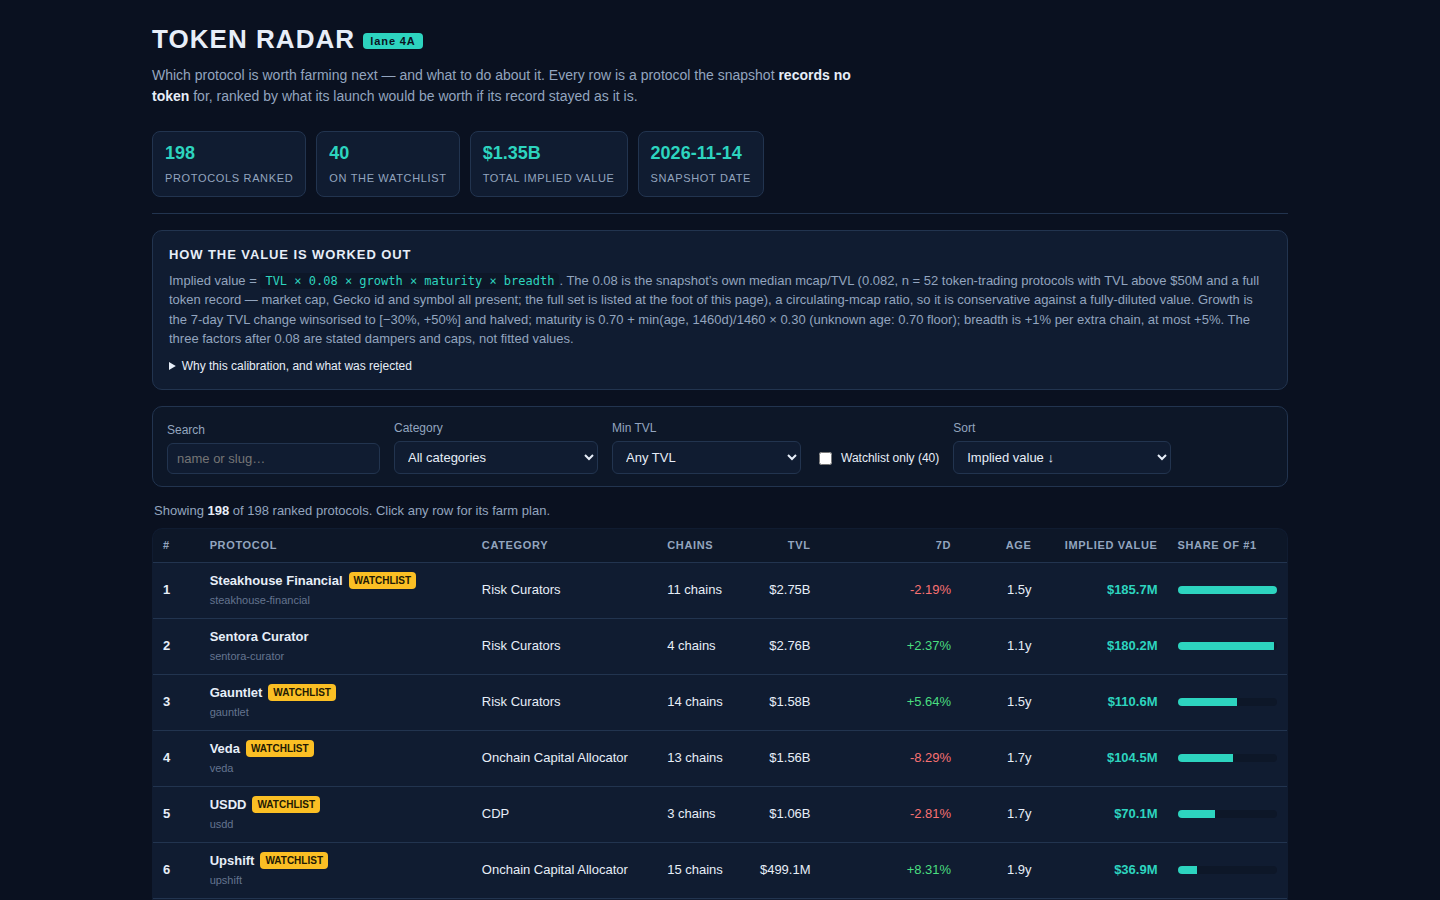 TOKEN RADAR lane 4A
Which protocol is worth farming next — and what to do about it. Every row is a protocol the snapshot records no
token for, ranked by what its launch would be worth if its record stayed as it is.
198
PROTOCOLS RANKED
40
ON THE WATCHLIST
$1.35B
TOTAL IMPLIED VALUE
2026-11-14
SNAPSHOT DATE
HOW THE VALUE IS WORKED OUT
Implied value = TVL × 0.08 × growth × maturity × breadth . The 0.08 is the snapshot's own median mcap/TVL (0.082, n = 52 token-trading protocols with TVL above $50M and a full
token record — market cap, Gecko id and symbol all present; the full set is listed at the foot of this page), a circulating-mcap ratio, so it is conservative against a fully-diluted value. Growth is
the 7-day TVL change winsorised to [−30%, +50%] and halved; maturity is 0.70 + min(age, 1460d)/1460 × 0.30 (unknown age: 0.70 floor); breadth is +1% per extra chain, at most +5%. The
three factors after 0.08 are stated dampers and caps, not fitted values.
▶ Why this calibration, and what was rejected
Search
name or slug…
Category
All categories
Min TVL
Any TVL
Watchlist only (40)
Sort
Implied value ↓
Showing 198 of 198 ranked protocols. Click any row for its farm plan.
# PROTOCOL CATEGORY CHAINS TVL 7D AGE IMPLIED VALUE SHARE OF #1
1 Steakhouse Financial WATCHLIST Risk Curators 11 chains $2.75B -2.19% 1.5y $185.7M
steakhouse-financial
2 Sentora Curator Risk Curators 4 chains $2.76B +2.37% 1.1y $180.2M
sentora-curator
3 Gauntlet WATCHLIST Risk Curators 14 chains $1.58B +5.64% 1.5y $110.6M
gauntlet
4 Veda WATCHLIST Onchain Capital Allocator 13 chains $1.56B -8.29% 1.7y $104.5M
veda
5 USDD WATCHLIST CDP 3 chains $1.06B -2.81% 1.7y $70.1M
usdd
6 Upshift WATCHLIST Onchain Capital Allocator 15 chains $499.1M +8.31% 1.9y $36.9M
upshift